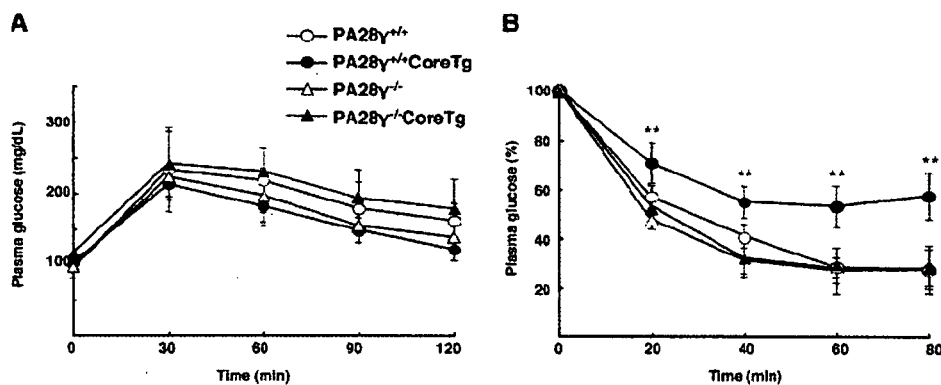 A
PA28γ+/+
PA28γ+/+CoreTg
PA28γ-/-
PA28γ-/-CoreTg
Plasma glucose (mg/dL)
300
200
100
0
30
60
90
120
Time (min)
B
Plasma glucose (%)
100
80
60
40
20
**
**
**
**
0
20
40
60
80
Time (min)